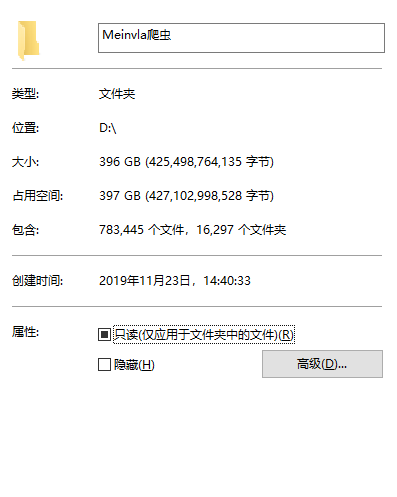 Meinvla爬虫
类型: 文件夹
位置: D:\
大小: 396 GB (425,498,764,135 字节)
占用空间: 397 GB (427,102,998,528 字节)
包含: 783,445 个文件，16,297 个文件夹
创建时间: 2019年11月23日，14:40:33
属性: 只读(仅应用于文件夹中的文件)(R)
隐藏(H) 高级(D)...